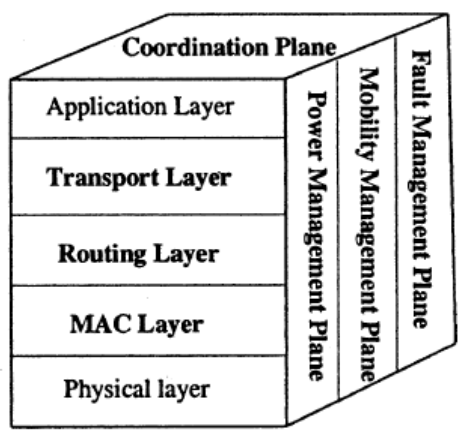 Coordination Plane
Application Layer
Transport Layer
Routing Layer
MAC Layer
Physical layer
Power Management Plane
Mobility Management Plane
Fault Management Plane